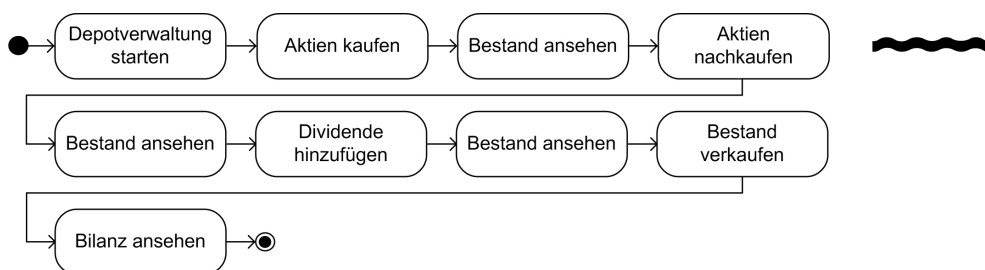 Depotverwaltung
starten
Aktien kaufen
Bestand ansehen
Aktien
nachkaufen
Bestand ansehen
Dividende
hinzufügen
Bestand ansehen
Bestand
verkaufen
Bilanz ansehen